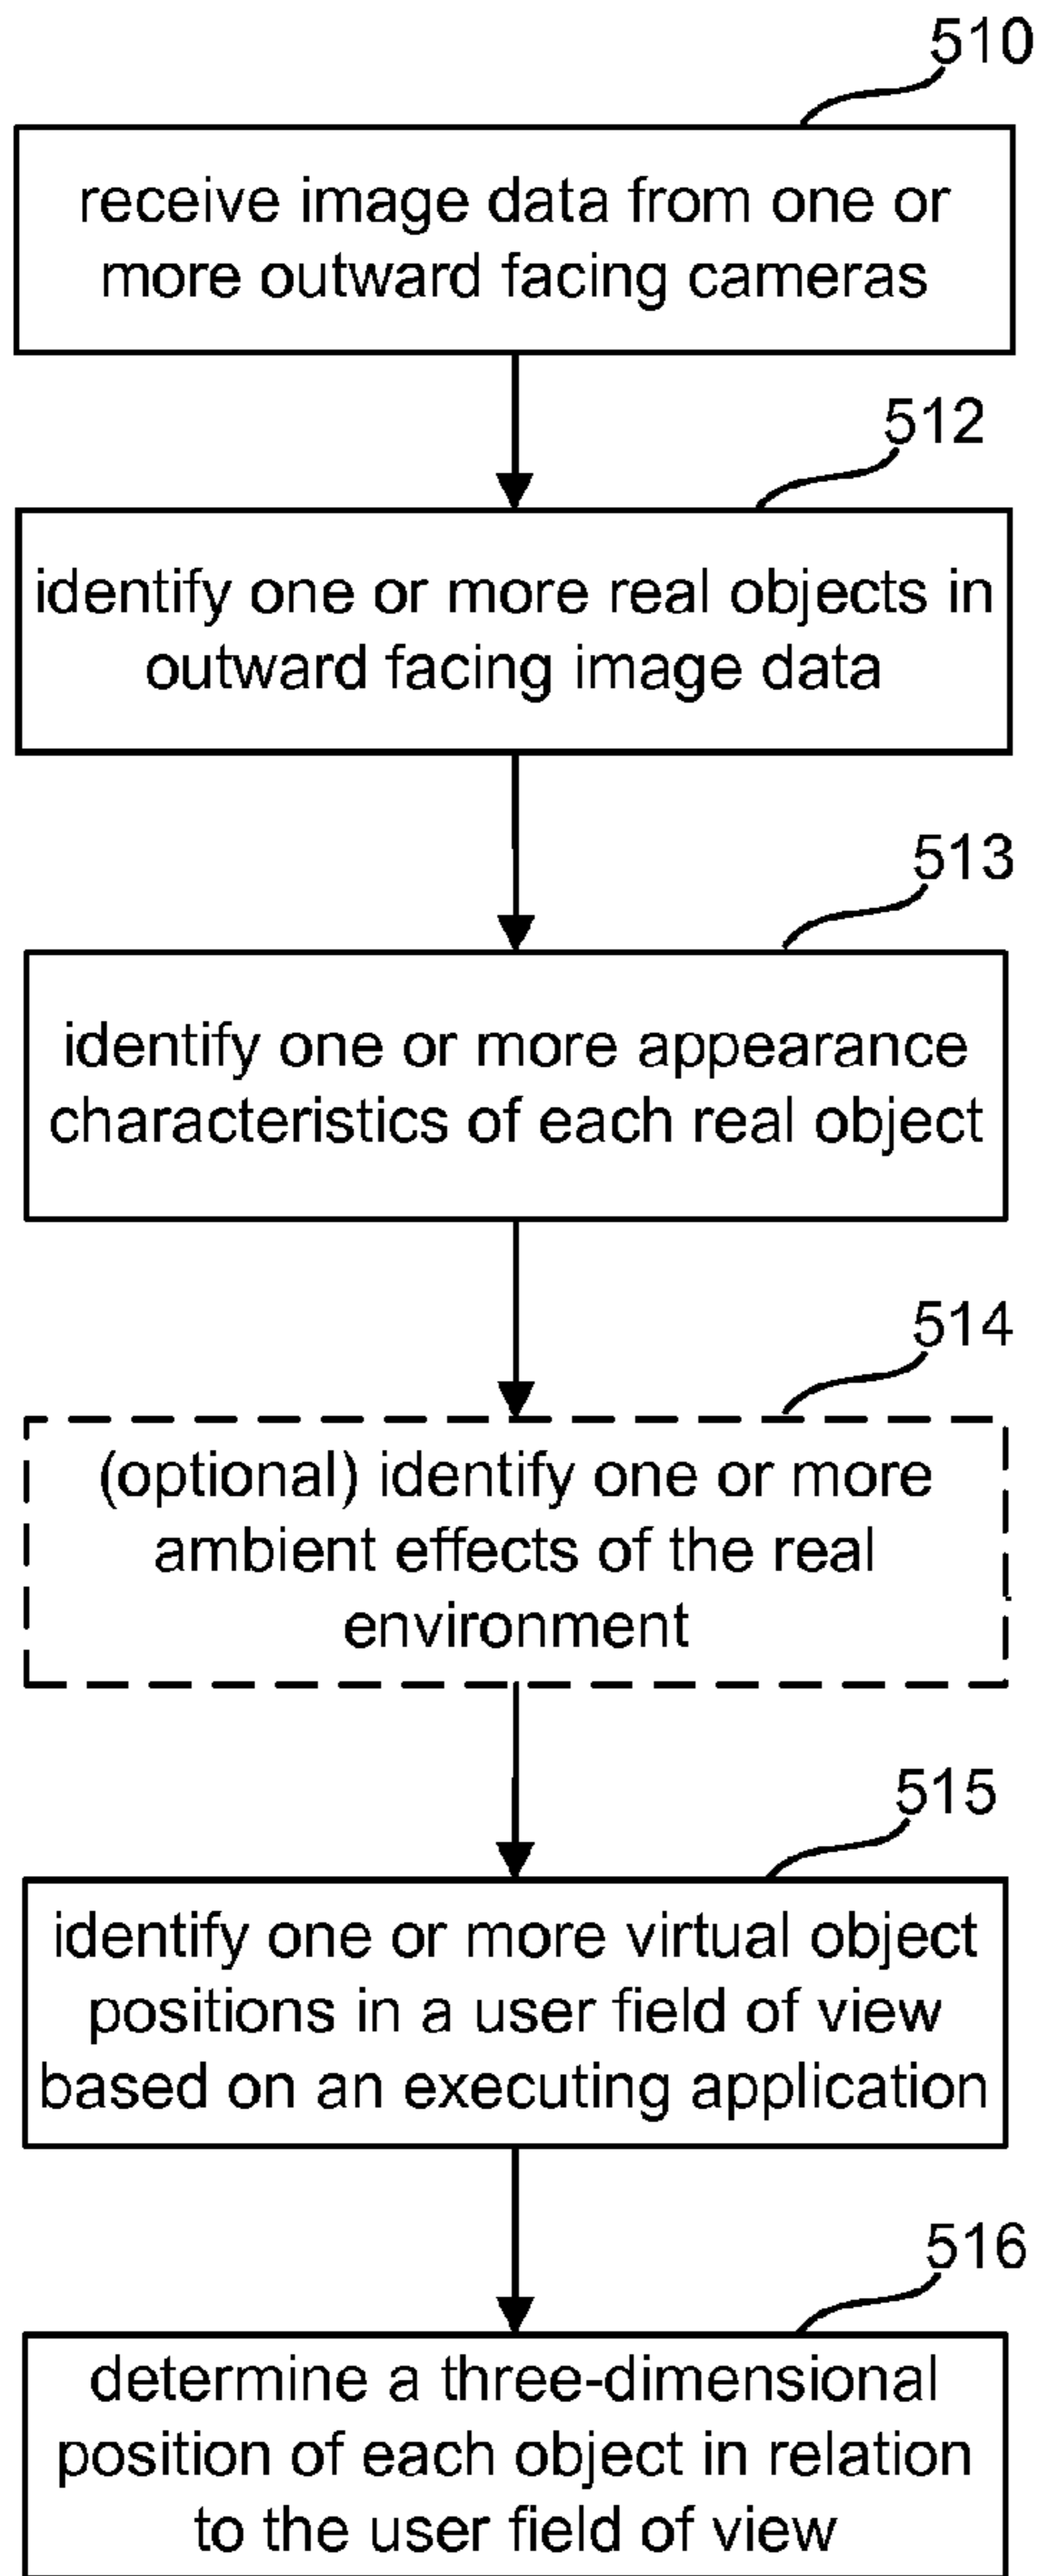 510
receive image data from one or
more outward facing cameras
512
identify one or more real objects in
outward facing image data
513
identify one or more appearance
characteristics of each real object
514
(optional) identify one or more
ambient effects of the real
environment
515
identify one or more virtual object
positions in a user field of view
based on an executing application
516
determine a three-dimensional
position of each object in relation
to the user field of view